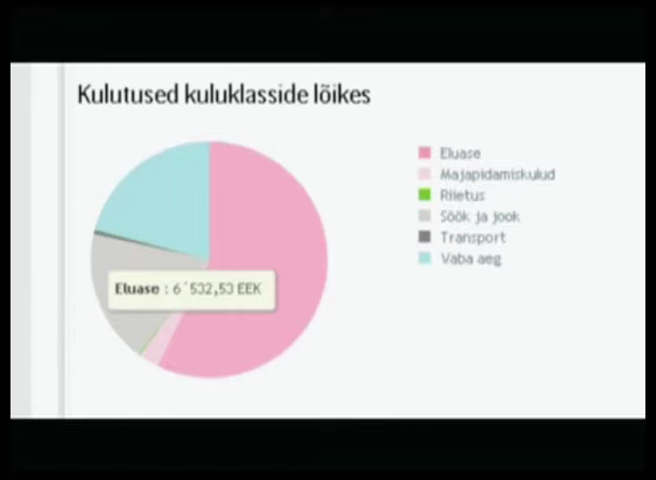 Kulutused kuluklasside lõikes
Eluase
Majapidamiskulud
Riietus
Söök ja jook
Transport
Vaba aeg
Eluase : 6´532,53 EEK